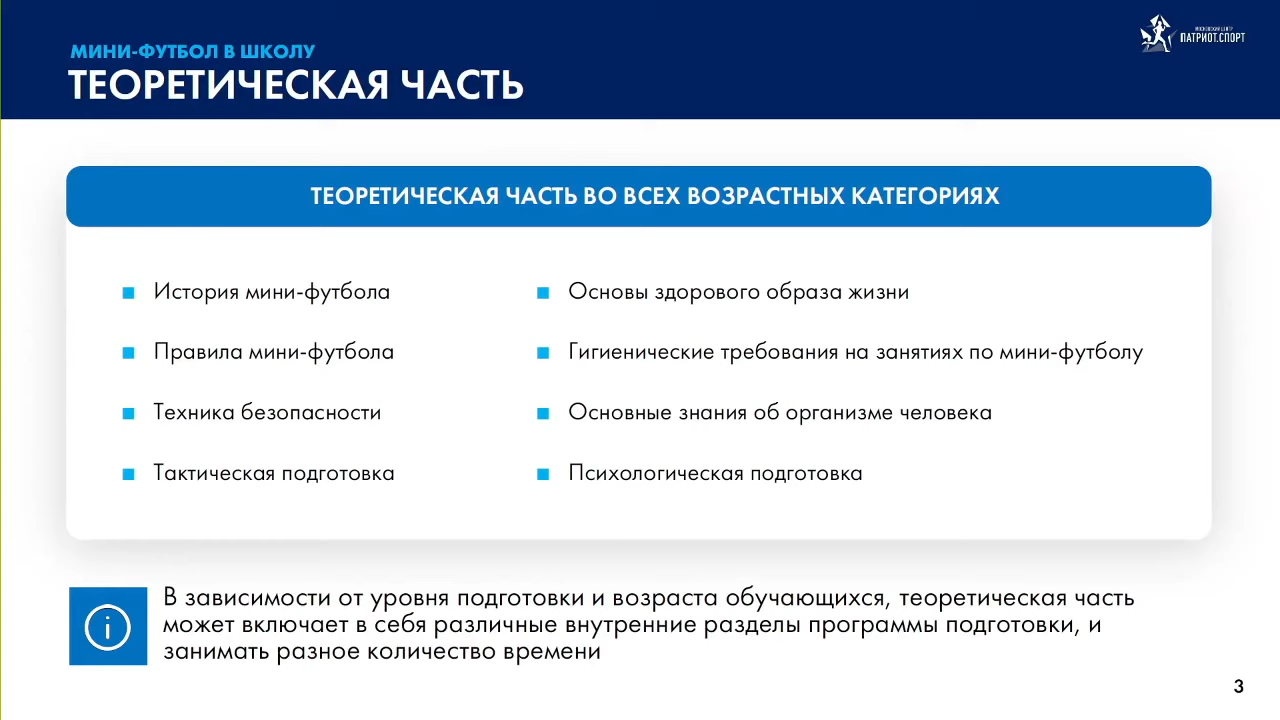 МИНИ-ФУТБОЛ В ШКОЛУ
ТЕОРЕТИЧЕСКАЯ ЧАСТЬ
МОСКОВСКИЙ ЦЕНТР
ПАТРИОТ.СПОРТ
ТЕОРЕТИЧЕСКАЯ ЧАСТЬ ВО ВСЕХ ВОЗРАСТНЫХ КАТЕГОРИЯХ
История мини-футбола
Правила мини-футбола
Техника безопасности
Тактическая подготовка
Основы здорового образа жизни
Гигиенические требования на занятиях по мини-футболу
Основные знания об организме человека
Психологическая подготовка
В зависимости от уровня подготовки и возраста обучающихся, теоретическая часть
может включает в себя различные внутренние разделы программы подготовки, и
занимать разное количество времени
3